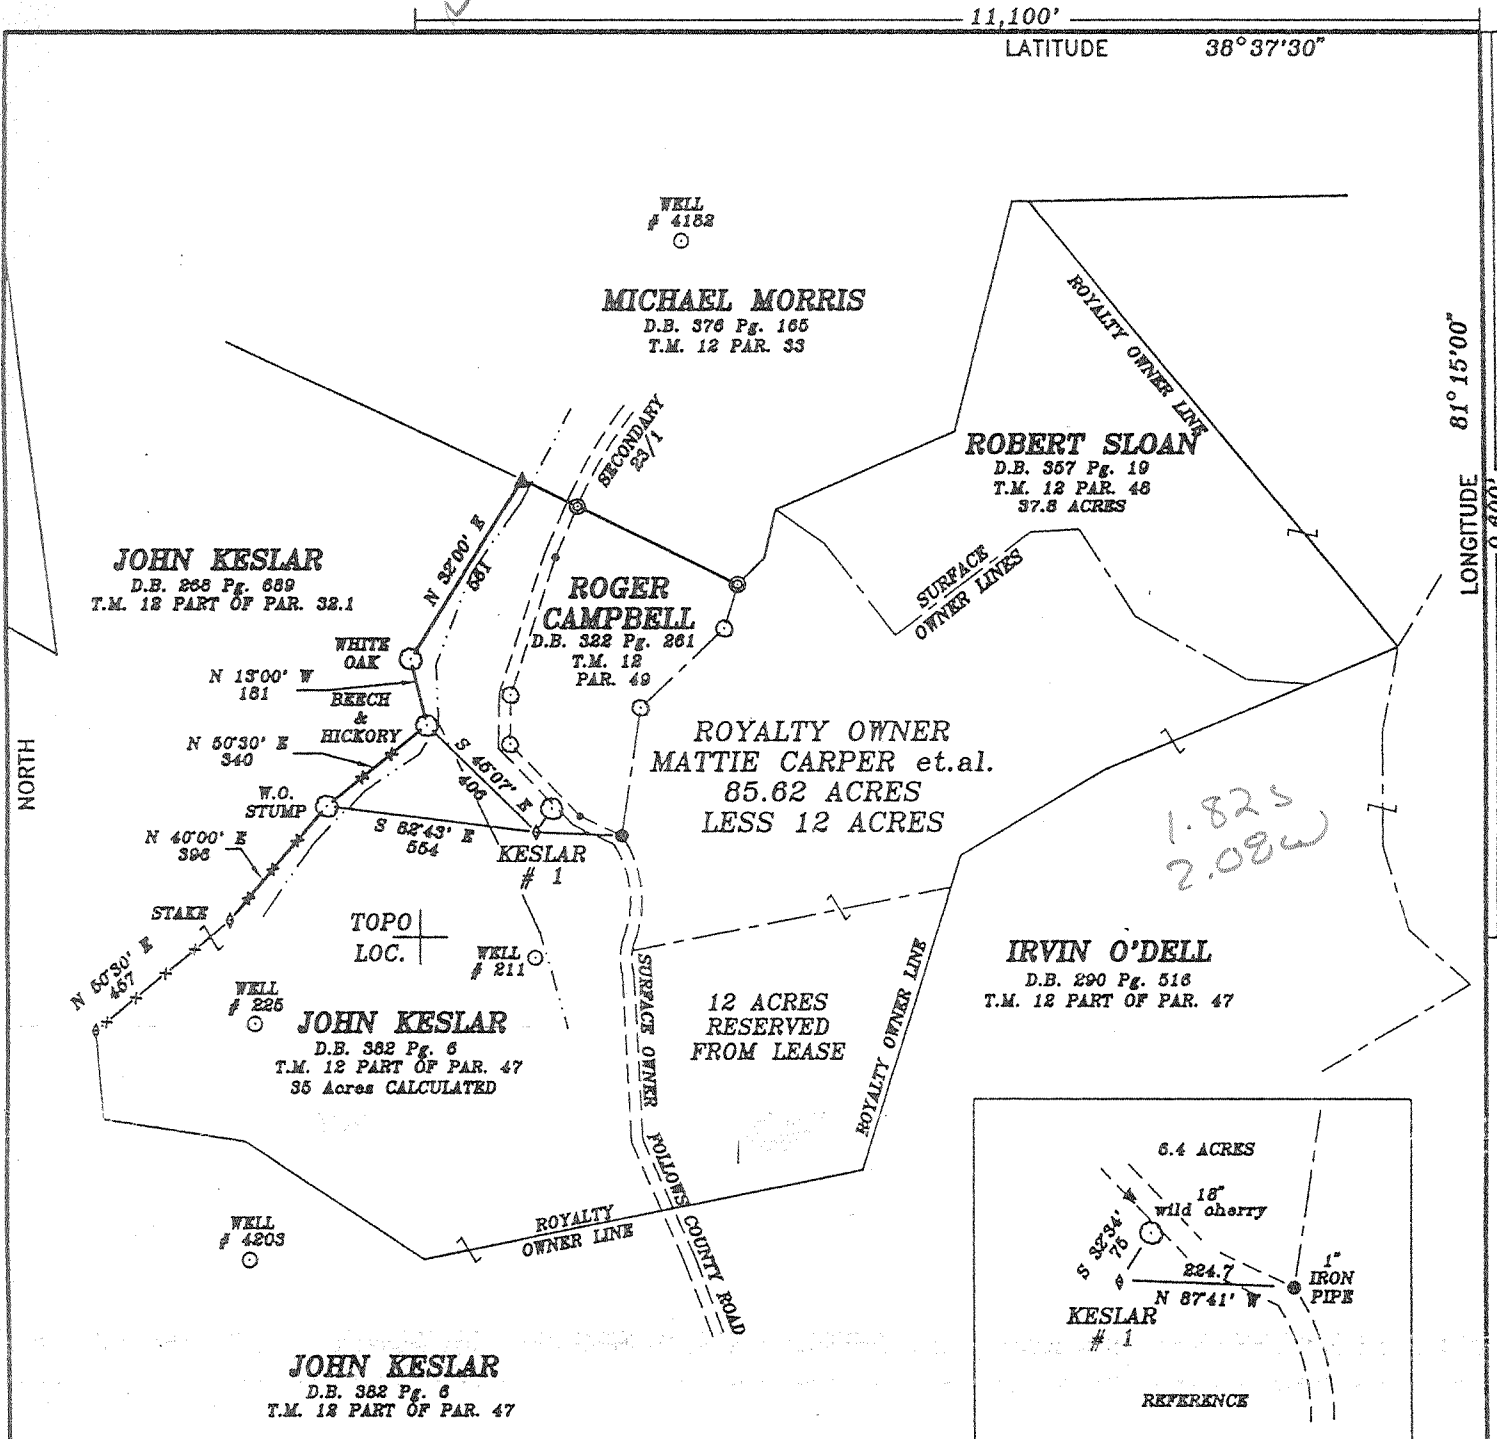 11,100'
LATITUDE 38°37'30"
WELL
# 4182
MICHAEL MORRIS
D.B. 376 Pg. 165
T.M. 12 PAR. 33
ROYALTY OWNER LINE
81° 15'00"
LONGITUDE
SECONDARY
23/1
ROBERT SLOAN
D.B. 357 Pg. 19
T.M. 12 PAR. 48
37.8 ACRES
SURFACE
OWNER LINES
JOHN KESLAR
D.B. 268 Pg. 689
T.M. 12 PART OF PAR. 32.1
N 32°00' E
581
ROGER
CAMPBELL
D.B. 322 Pg. 261
T.M. 12
PAR. 49
WHITE
OAK
N 13°00' W
181
BEECH
&
HICKORY
N 50°30' E
340
W.O.
STUMP
S 45°07' E
406
ROYALTY OWNER
MATTIE CARPER et.al.
85.62 ACRES
LESS 12 ACRES
NORTH
S 82°43' E
554
KESLAR
# 1
N 40°00' E
396
1.82 s
2.08 w
STAKE
TOPO
LOC.
N 50°30' E
457
WELL
# 211
WELL
# 225
JOHN KESLAR
D.B. 382 Pg. 6
T.M. 12 PART OF PAR. 47
35 Acres CALCULATED
SURFACE OWNER FOLLOWS COUNTY ROAD
12 ACRES
RESERVED
FROM LEASE
ROYALTY OWNER LINE
IRVIN O'DELL
D.B. 290 Pg. 516
T.M. 12 PART OF PAR. 47
WELL
# 4203
ROYALTY
OWNER LINE
6.4 ACRES
18"
wild cherry
S 32°34' W
75
224.7
N 87°41' W
1"
IRON
PIPE
KESLAR
# 1
REFERENCE
JOHN KESLAR
D.B. 382 Pg. 6
T.M. 12 PART OF PAR. 47